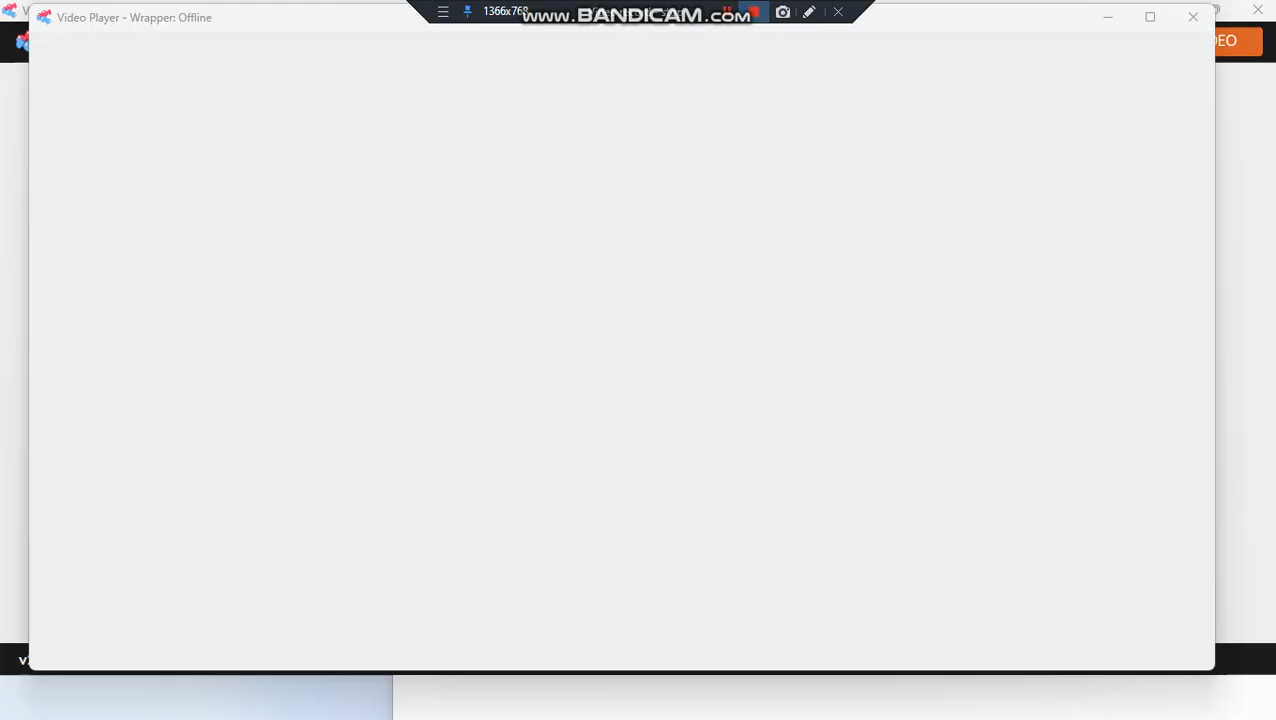 Video Player - Wrapper: Offline
1366x768
www.BANDICAM.com
DEO
v